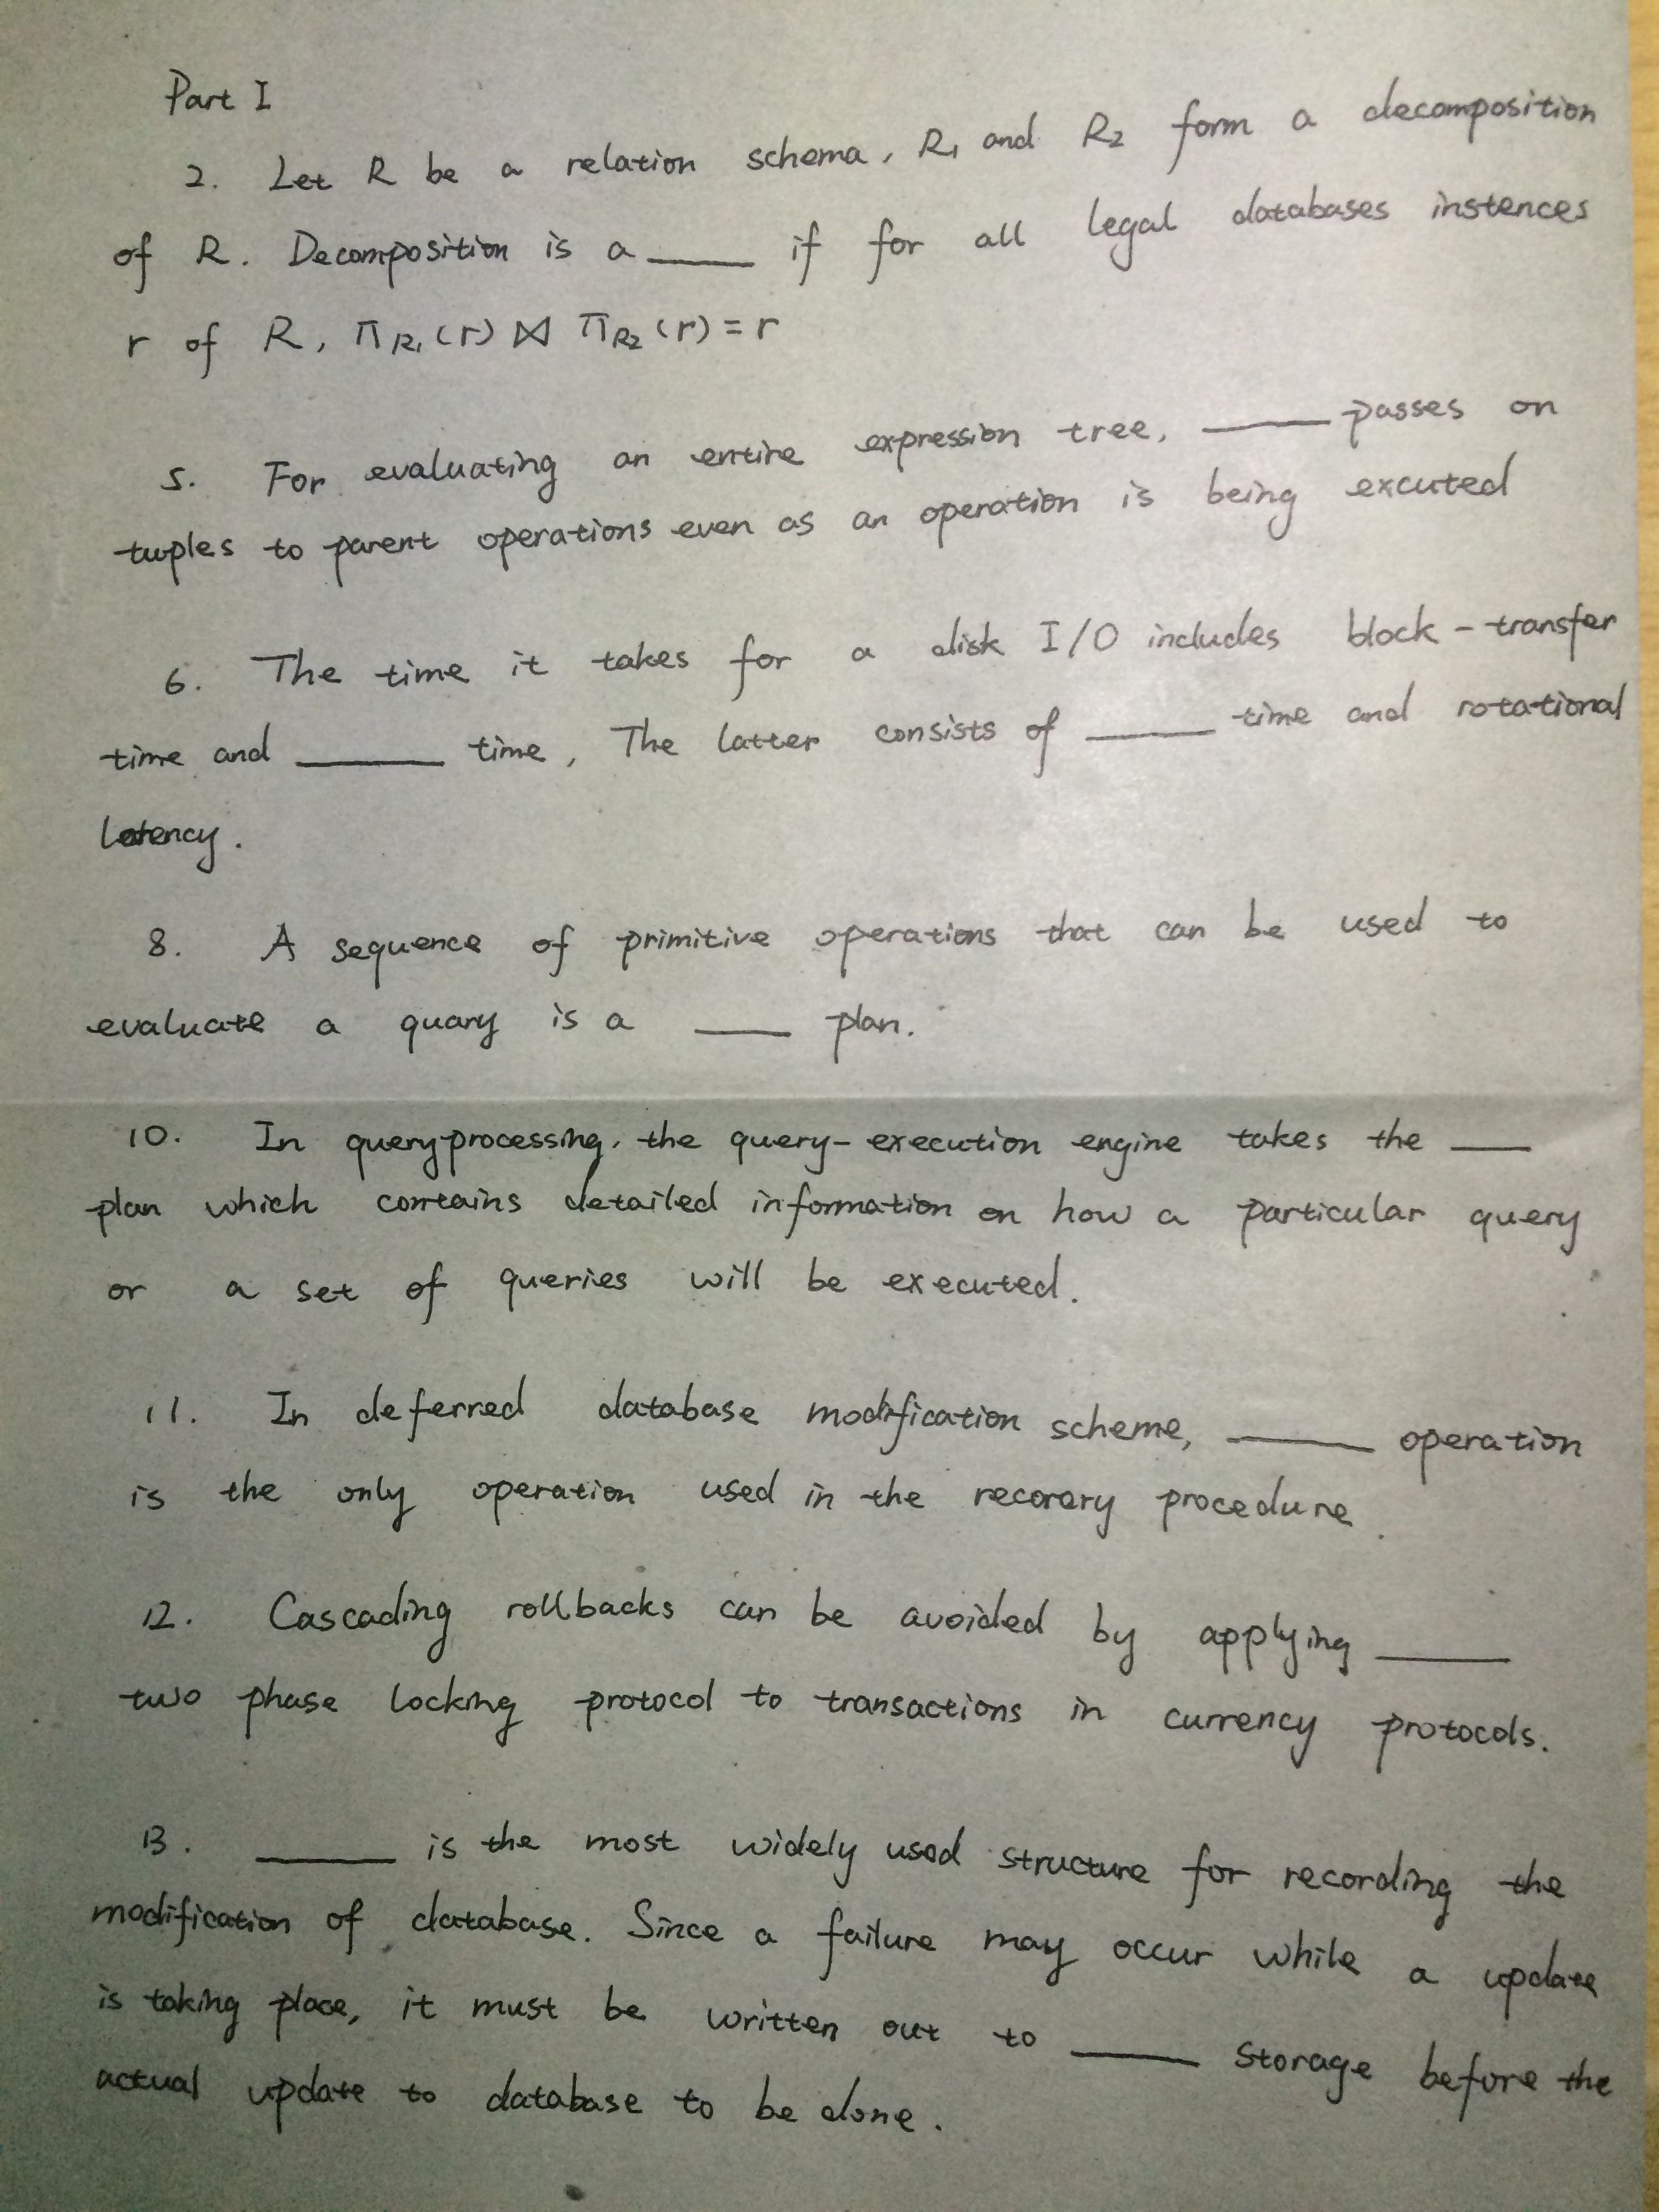 Part I
2. Let R be a relation schema, R1 and R2 form a decomposition
of R. Decomposition is a ____ if for all legal databases instences
r of R, ΠR1(r) ⋈ ΠR2(r) = r
5. For evaluating an entire expression tree, ____ passes on
tuples to parent operations even as an operation is being excuted
6. The time it takes for a disk I/O includes block-transfer
time and ____ time, The latter consists of ____ time and rotational
latency.
8. A sequence of primitive operations that can be used to
evaluate a quary is a ____ plan.
10. In query processing, the query-execution engine takes the ____
plan which contains detailed information on how a particular query
or a set of queries will be executed.
11. In deferred database modification scheme, ____ operation
is the only operation used in the recorary procedure.
12. Cascading rollbacks can be avoided by applying ____
two phase locking protocol to transactions in currency protocols.
13. ____ is the most widely used structure for recording the
modification of database. Since a failure may occur while a update
is taking place, it must be written out to ____ storage before the
actual update to database to be done.